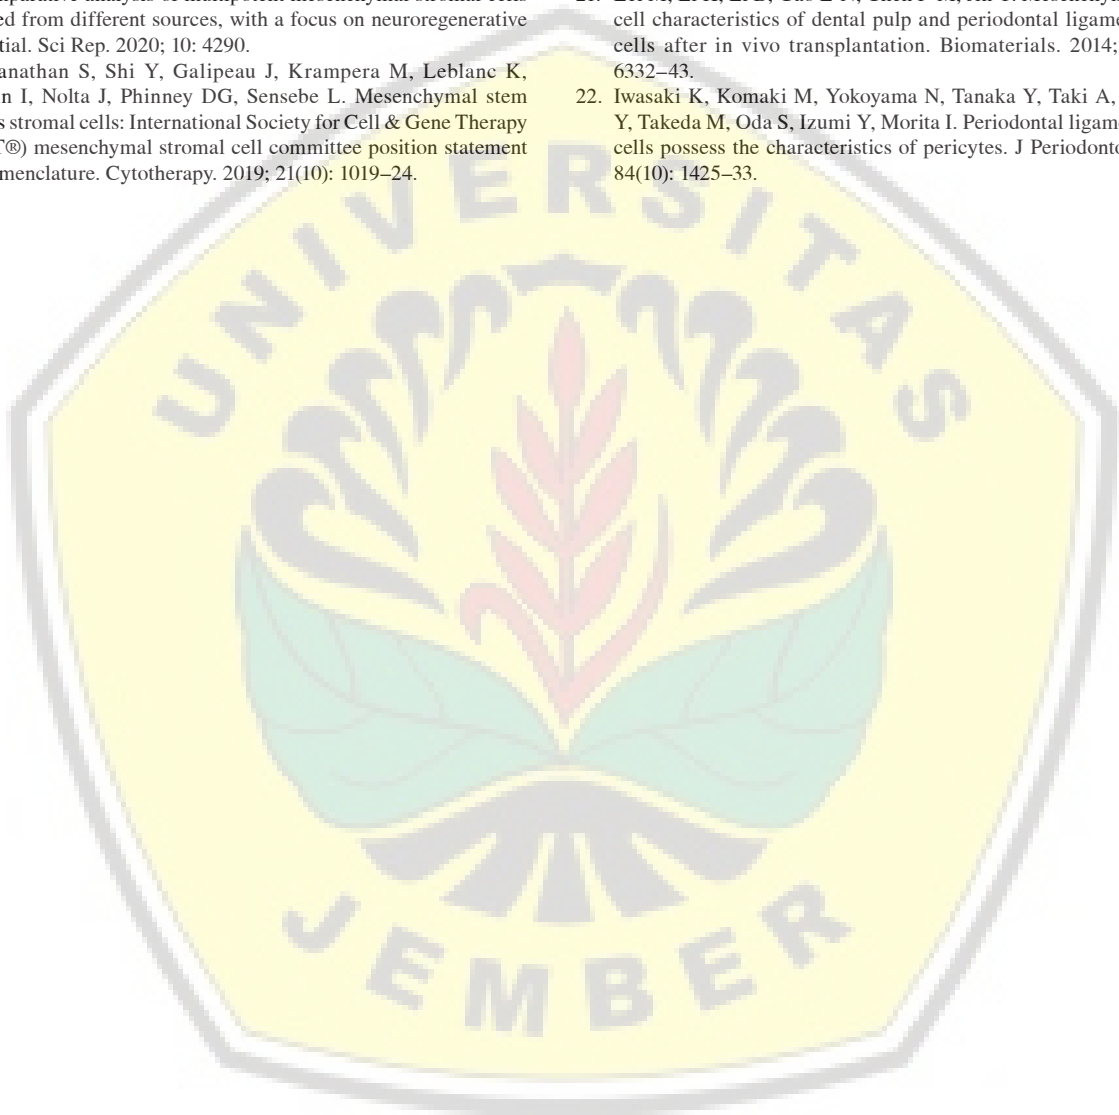 ed from different sources, with a focus on neuroregenerative
tial. Sci Rep. 2020; 10: 4290.
anathan S, Shi Y, Galipeau J, Krampera M, Leblanc K,
n I, Nolta J, Phinney DG, Sensebe L. Mesenchymal stem
s stromal cells: International Society for Cell & Gene Therapy
T®) mesenchymal stromal cell committee position statement
menclature. Cytotherapy. 2019; 21(10): 1019–24.
cell characteristics of dental pulp and periodontal ligame
cells after in vivo transplantation. Biomaterials. 2014;
6332–43.
22. Iwasaki K, Komaki M, Yokoyama N, Tanaka Y, Taki A,
Y, Takeda M, Oda S, Izumi Y, Morita I. Periodontal ligame
cells possess the characteristics of pericytes. J Periodonto
84(10): 1425–33.
UNIVERSITAS
JEMBER